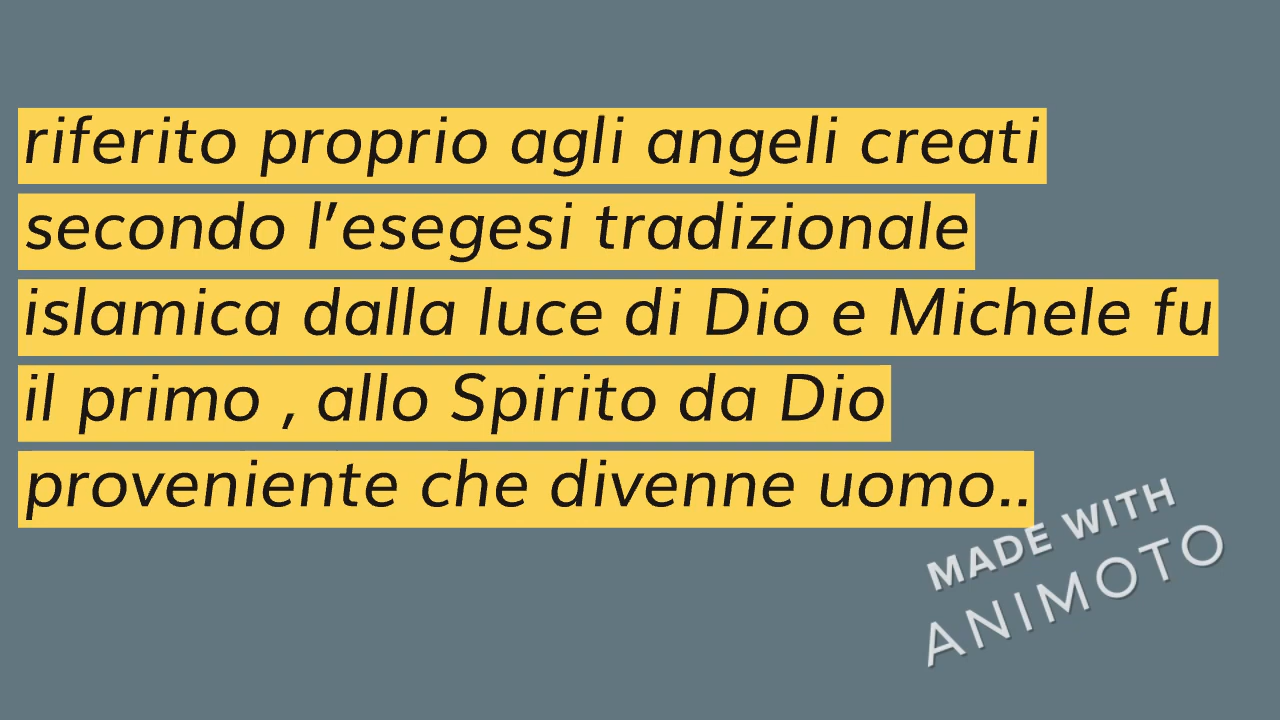 riferito proprio agli angeli creati
secondo l’esegesi tradizionale
islamica dalla luce di Dio e Michele fu
il primo , allo Spirito da Dio
proveniente che divenne uomo..
MADE WITH
ANIMOTO